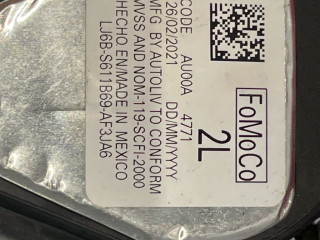 FoMoCo
2L
CODE AU00A 4771
26/02/2021 DD/MM/YYYY
MFG BY AUTOLIV TO CONFORM
MVSS AND NOM-119-SCFI-2000
HECHO EN/MADE IN MEXICO
LJ6B-S611B69-AF3JA6